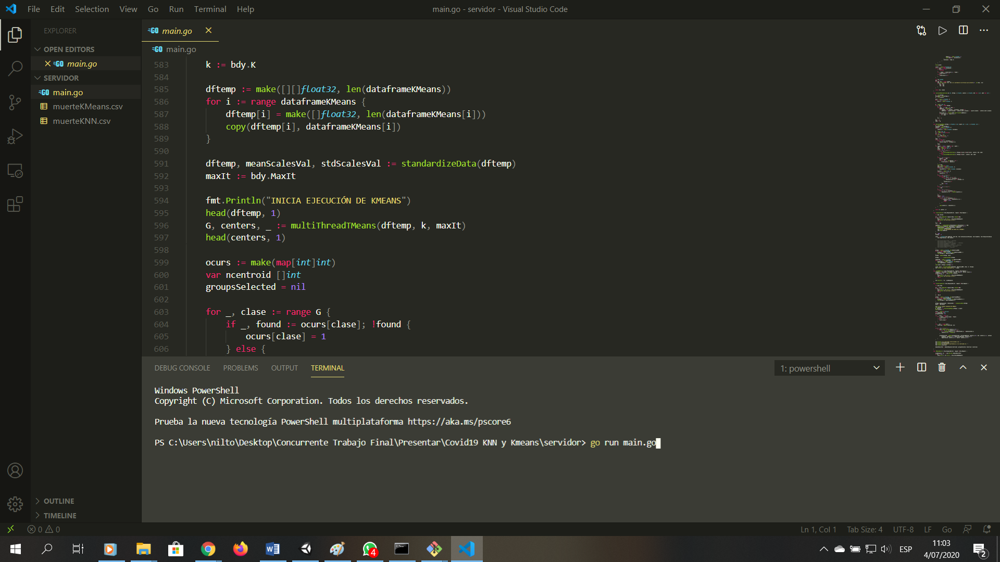 File Edit Selection View Go Run Terminal Help
main.go - servidor - Visual Studio Code
EXPLORER
OPEN EDITORS
GO main.go
SERVIDOR
GO main.go
muerteKMeans.csv
muerteKNN.csv
OUTLINE
TIMELINE
GO main.go
GO main.go
583 k := bdy.K
584
585 dftemp := make([][]float32, len(dataframeKMeans))
586 for i := range dataframeKMeans {
587 dftemp[i] = make([]float32, len(dataframeKMeans[i]))
588 copy(dftemp[i], dataframeKMeans[i])
589 }
590
591 dftemp, meanScalesVal, stdScalesVal := standardizeData(dftemp)
592 maxIt := bdy.MaxIt
593
594 fmt.Println("INICIA EJECUCIÓN DE KMEANS")
595 head(dftemp, 1)
596 G, centers, _ := multiThreadTMeans(dftemp, k, maxIt)
597 head(centers, 1)
598
599 ocurs := make(map[int]int)
600 var ncentroid []int
601 groupsSelected = nil
602
603 for _, clase := range G {
604 if _, found := ocurs[clase]; !found {
605 ocurs[clase] = 1
606 } else {
DEBUG CONSOLE PROBLEMS OUTPUT TERMINAL
1: powershell
Windows PowerShell
Copyright (C) Microsoft Corporation. Todos los derechos reservados.
Prueba la nueva tecnología PowerShell multiplataforma https://aka.ms/pscore6
PS C:\Users\nilto\Desktop\Concurrente Trabajo Final\Presentar\Covid19 KNN y Kmeans\servidor> go run main.go
0 0
Ln 1, Col 1 Tab Size: 4 UTF-8 LF Go
4
ESP
11:03
4/07/2020
2